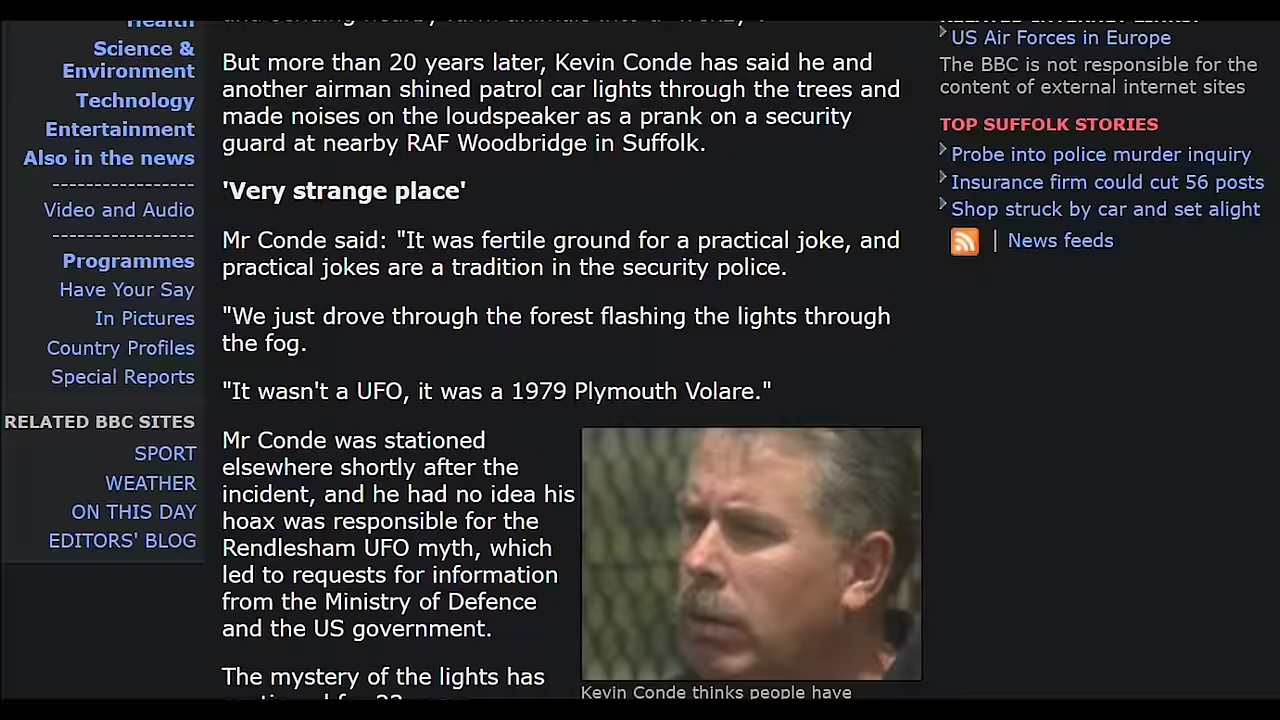 Health
Science &
Environment
Technology
Entertainment
Also in the news
-----------------
Video and Audio
-----------------
Programmes
Have Your Say
In Pictures
Country Profiles
Special Reports
RELATED BBC SITES
SPORT
WEATHER
ON THIS DAY
EDITORS' BLOG
But more than 20 years later, Kevin Conde has said he and
another airman shined patrol car lights through the trees and
made noises on the loudspeaker as a prank on a security
guard at nearby RAF Woodbridge in Suffolk.
'Very strange place'
Mr Conde said: "It was fertile ground for a practical joke, and
practical jokes are a tradition in the security police.
"We just drove through the forest flashing the lights through
the fog.
"It wasn't a UFO, it was a 1979 Plymouth Volare."
Mr Conde was stationed
elsewhere shortly after the
incident, and he had no idea his
hoax was responsible for the
Rendlesham UFO myth, which
led to requests for information
from the Ministry of Defence
and the US government.
The mystery of the lights has
Kevin Conde thinks people have
RELATED INTERNET LINKS:
US Air Forces in Europe
The BBC is not responsible for the
content of external internet sites
TOP SUFFOLK STORIES
Probe into police murder inquiry
Insurance firm could cut 56 posts
Shop struck by car and set alight
| News feeds